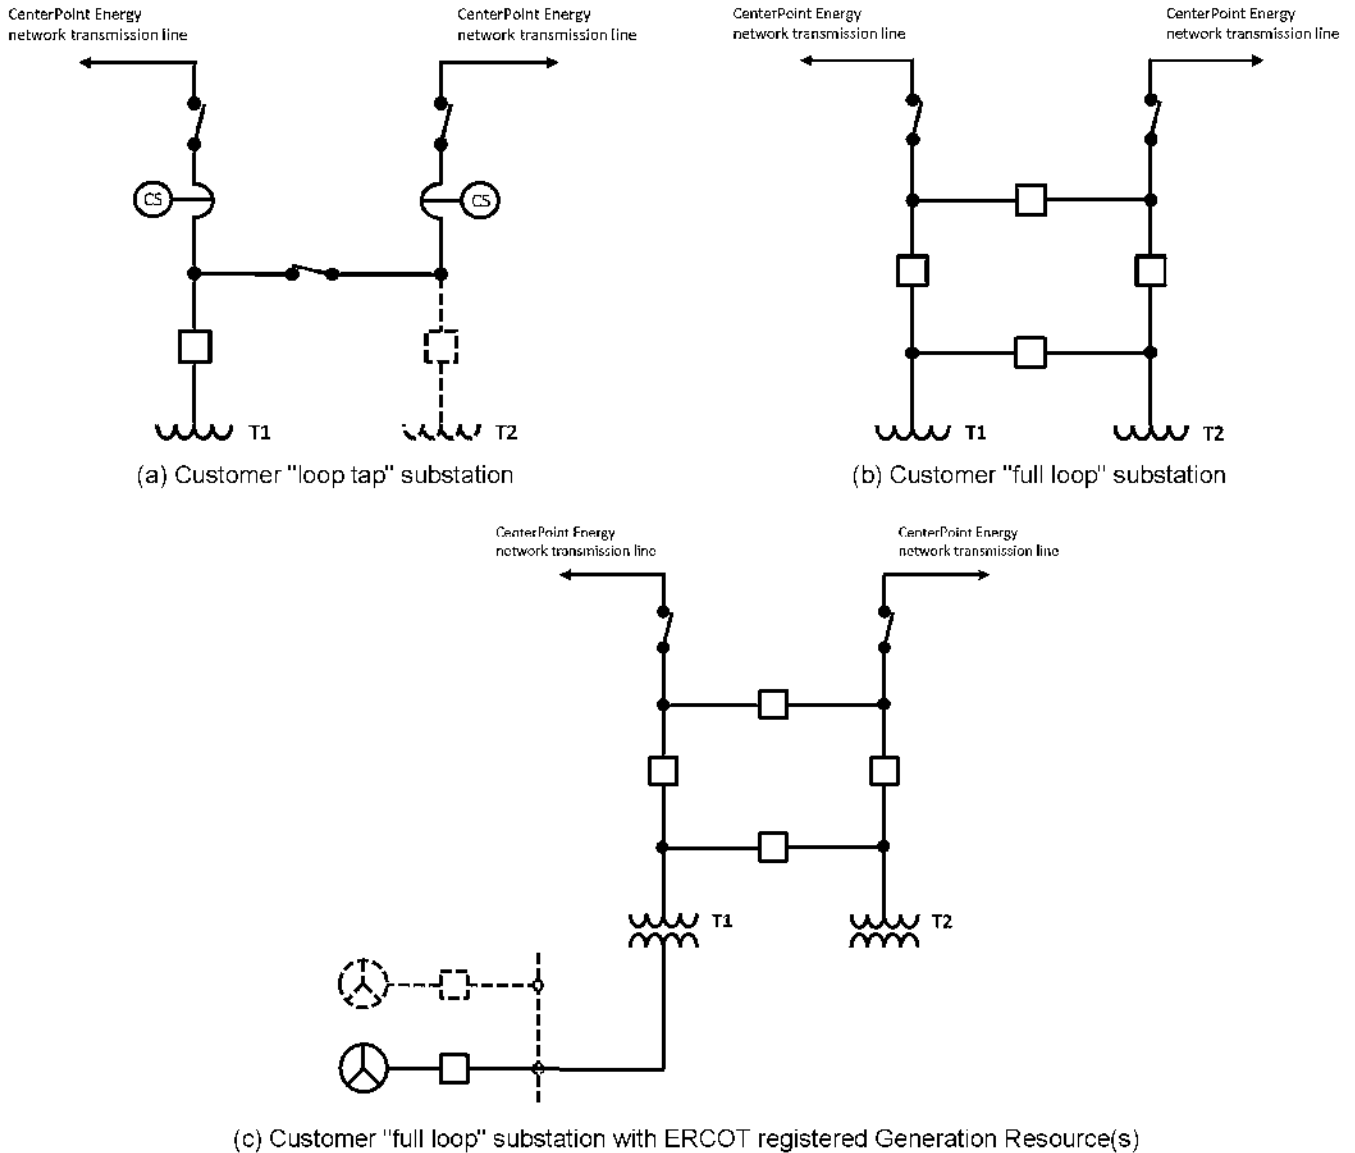 CenterPoint Energy
network transmission line
CenterPoint Energy
network transmission line
CS
CS
T1
T2
(a) Customer "loop tap" substation
CenterPoint Energy
network transmission line
CenterPoint Energy
network transmission line
T1
T2
(b) Customer "full loop" substation
CenterPoint Energy
network transmission line
CenterPoint Energy
network transmission line
T1
T2
(c) Customer "full loop" substation with ERCOT registered Generation Resource(s)